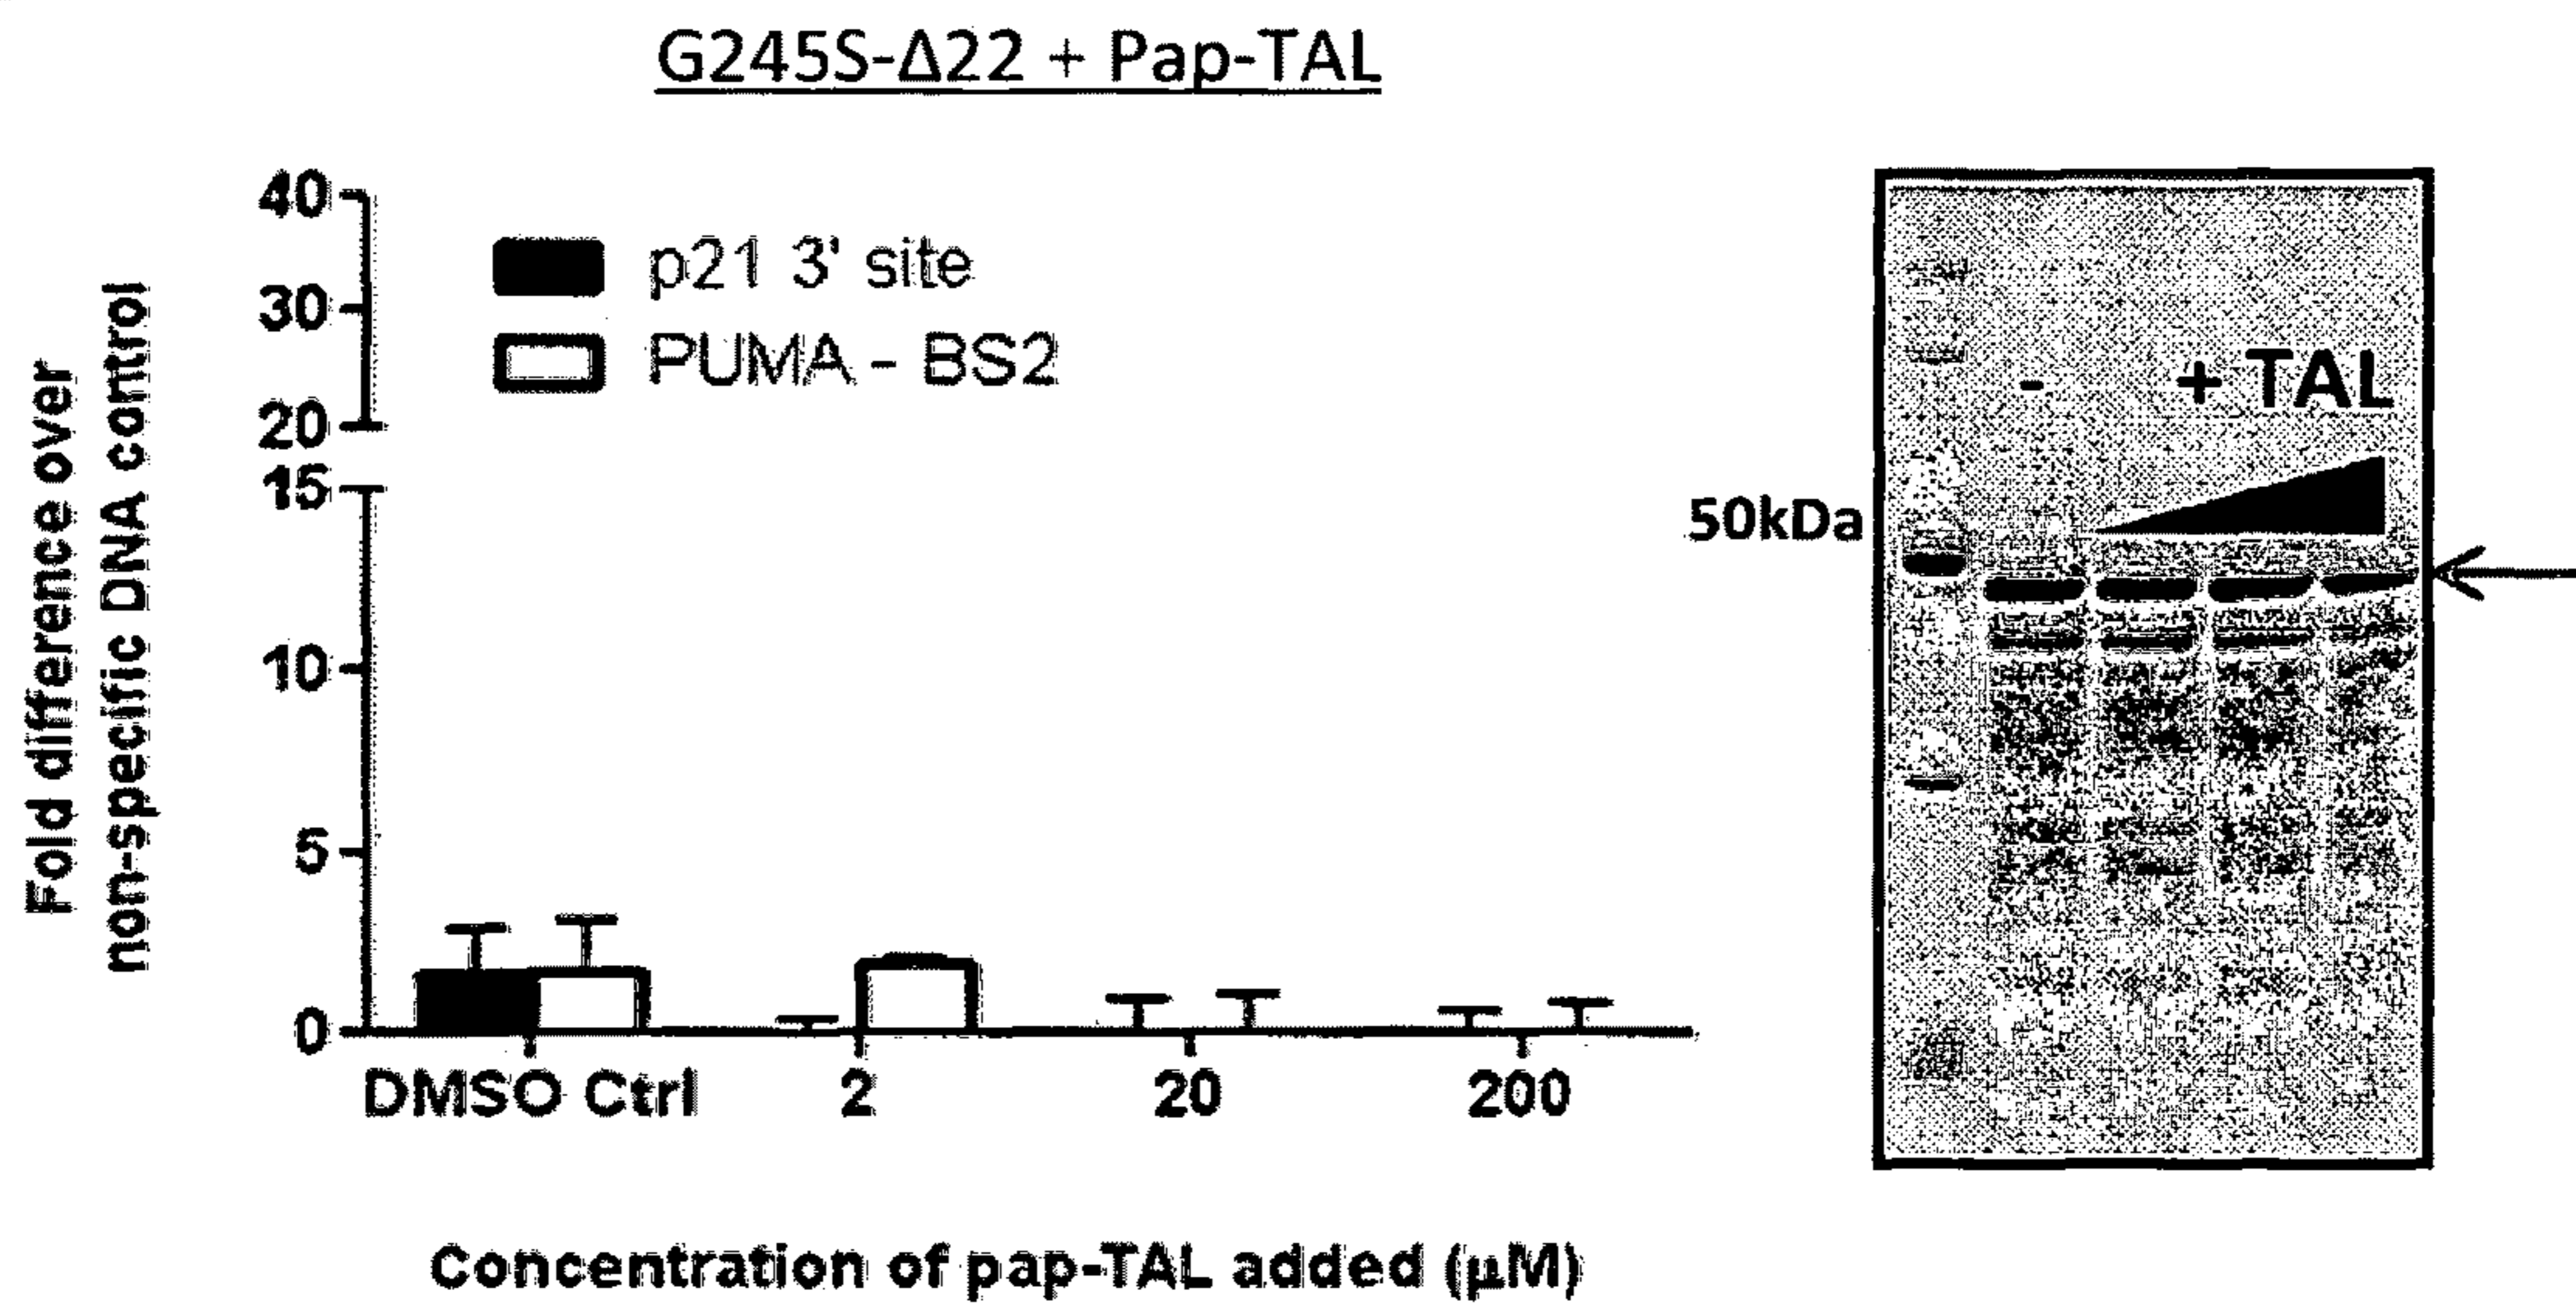 G245S-Δ22 + Pap-TAL
Fold difference over
non-specific DNA control
40
30
20
15
10
5
0
p21 3' site
PUMA - BS2
DMSO Ctrl 2 20 200
Concentration of pap-TAL added (μM)
50kDa
- + TAL